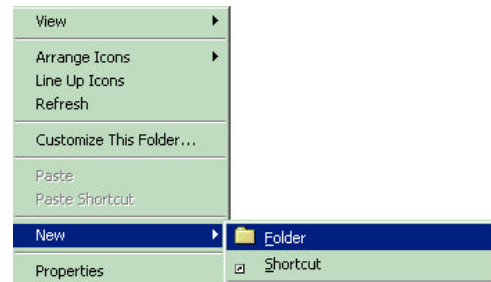 View
Arrange Icons
Line Up Icons
Refresh
Customize This Folder...
Paste
Paste Shortcut
New
Folder
Shortcut
Properties